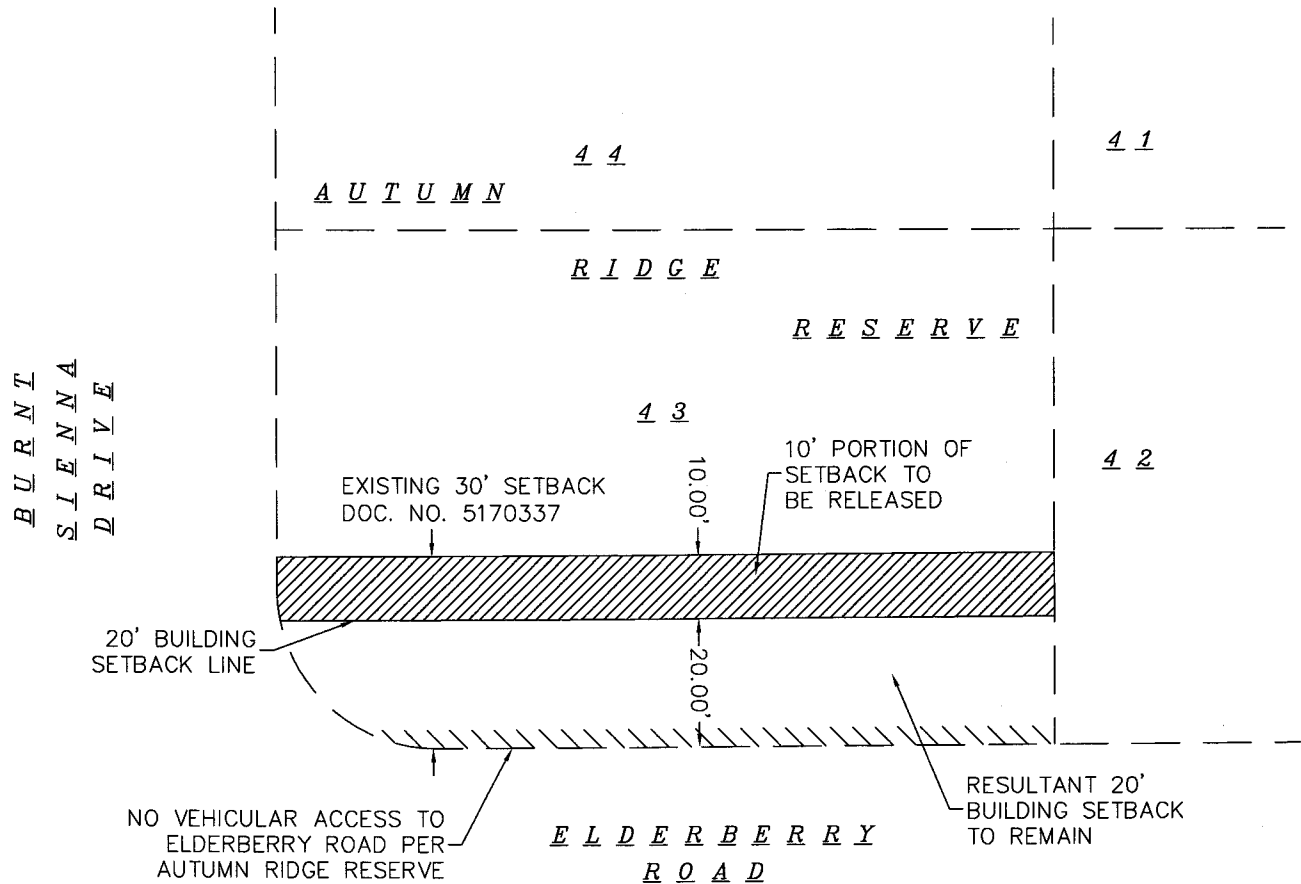 4 4
4 1
A U T U M N
R I D G E
R E S E R V E
B U R N T
S I E N N A
D R I V E
4 3
4 2
10' PORTION OF
SETBACK TO
BE RELEASED
10.00'
EXISTING 30' SETBACK
DOC. NO. 5170337
20' BUILDING
SETBACK LINE
20.00'
NO VEHICULAR ACCESS TO
ELDERBERRY ROAD PER
AUTUMN RIDGE RESERVE
E L D E R B E R R Y
R O A D
RESULTANT 20'
BUILDING SETBACK
TO REMAIN